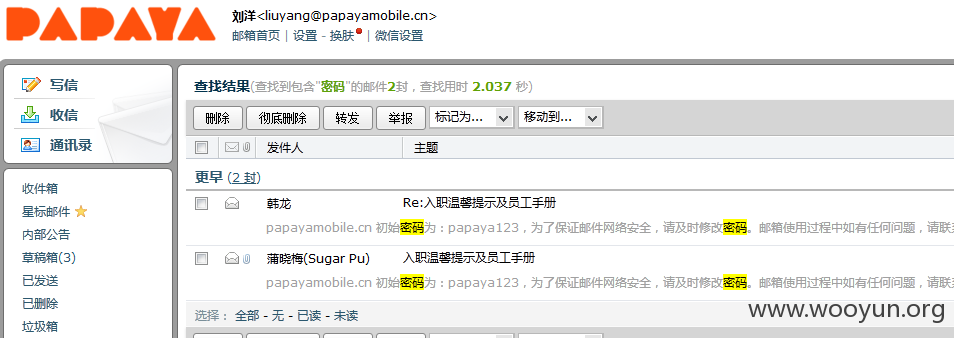 PAPAYA
刘洋<liuyang@papayamobile.cn>
邮箱首页 | 设置 - 换肤 | 微信设置
写信
收信
通讯录
收件箱
星标邮件
内部公告
草稿箱(3)
已发送
已删除
垃圾箱
查找结果(查找到包含"密码"的邮件2封，查找用时 2.037 秒)
删除 彻底删除 转发 举报 标记为... 移动到...
发件人 主题
更早 (2 封)
韩龙 Re:入职温馨提示及员工手册
papayamobile.cn 初始密码为：papaya123，为了保证邮件网络安全，请及时修改密码。邮箱使用过程中如有任何问题，请联
蒲晓梅(Sugar Pu) 入职温馨提示及员工手册
papayamobile.cn 初始密码为：papaya123，为了保证邮件网络安全，请及时修改密码。邮箱使用过程中如有任何问题，请联
选择：全部 - 无 - 已读 - 未读
www.wooyun.org